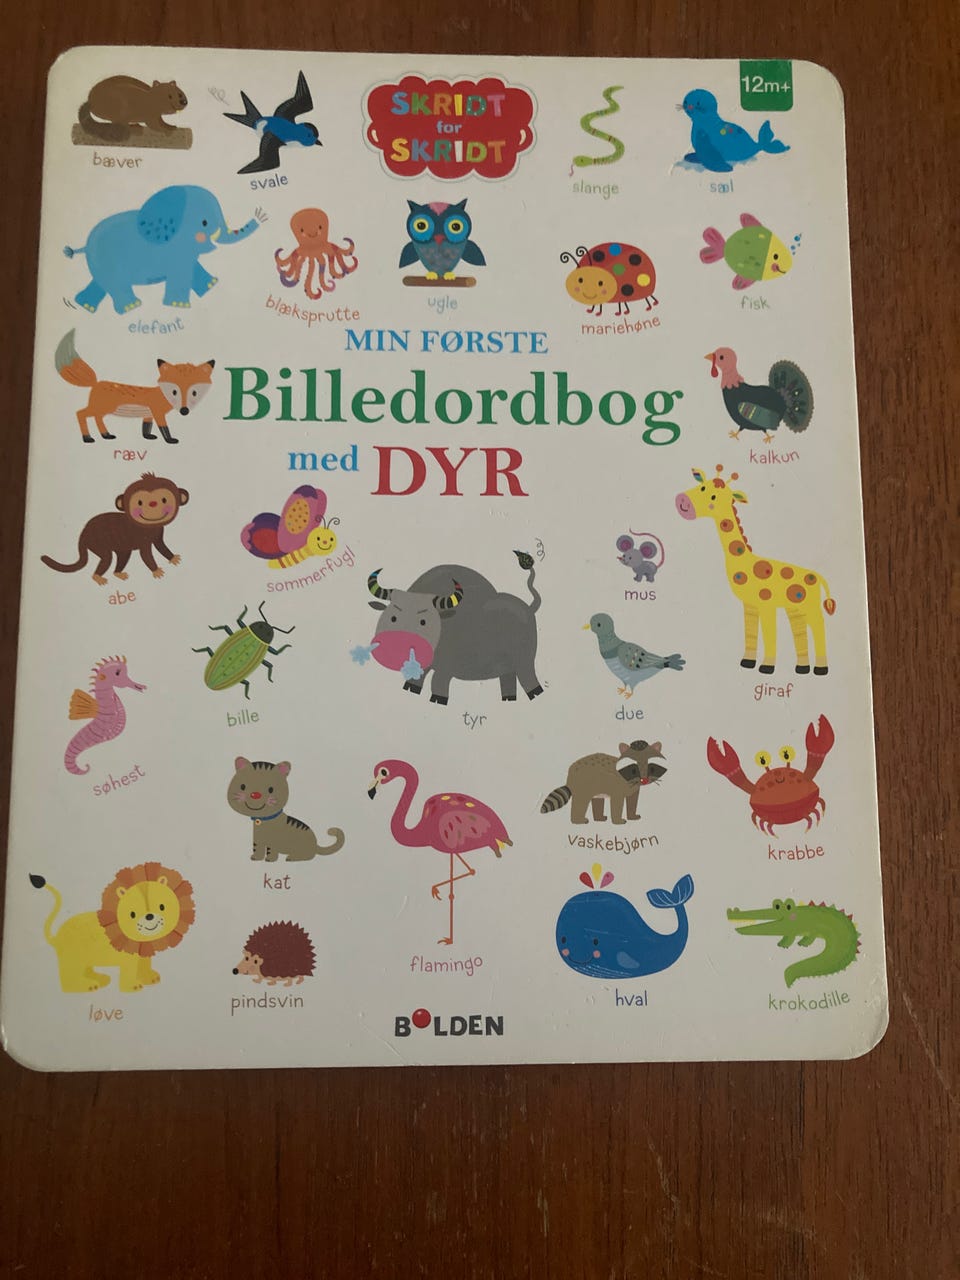 SKRIDT
for
SKRIDT
12m+
bæver
svale
slange
sæl
elefant
blæksprutte
ugle
mariehøne
fisk
MIN FØRSTE
Billedordbog
med DYR
ræv
kalkun
abe
sommerfugl
mus
giraf
søhest
bille
tyr
due
kat
vaskebjørn
krabbe
løve
pindsvin
flamingo
hval
krokodille
BOLDEN